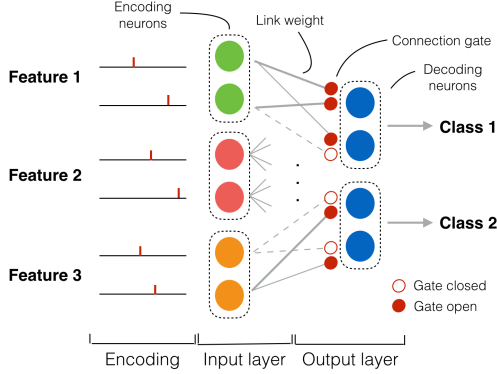 Encoding
neurons
Link weight
Connection gate
Decoding
neurons
Feature 1
Class 1
Feature 2
Class 2
Feature 3
Gate closed
Gate open
Encoding
Input layer
Output layer